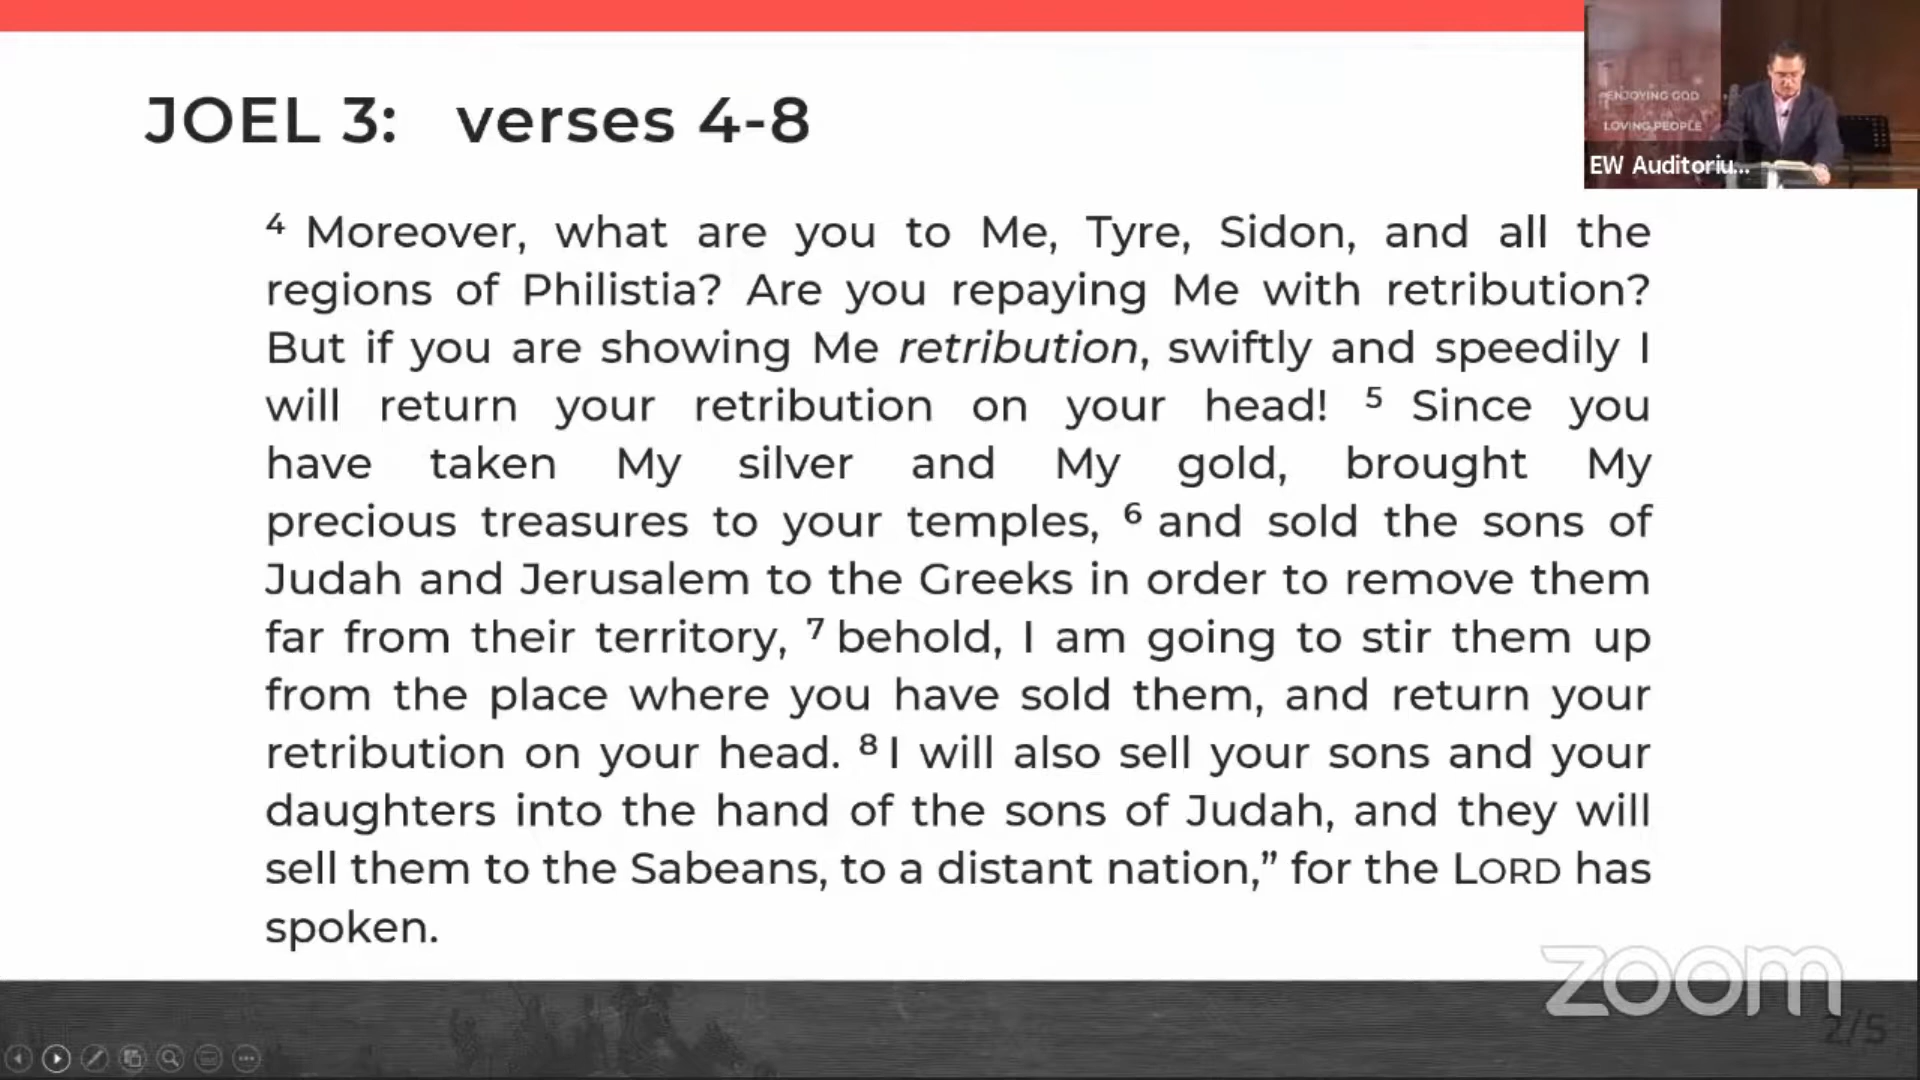 JOEL 3: verses 4-8
ENJOYING GOD
LOVING PEOPLE
EW Auditoriu...
⁴ Moreover, what are you to Me, Tyre, Sidon, and all the
regions of Philistia? Are you repaying Me with retribution?
But if you are showing Me retribution, swiftly and speedily I
will return your retribution on your head! ⁵ Since you
have taken My silver and My gold, brought My
precious treasures to your temples, ⁶ and sold the sons of
Judah and Jerusalem to the Greeks in order to remove them
far from their territory, ⁷ behold, I am going to stir them up
from the place where you have sold them, and return your
retribution on your head. ⁸ I will also sell your sons and your
daughters into the hand of the sons of Judah, and they will
sell them to the Sabeans, to a distant nation,” for the LORD has
spoken.
zoom
2/5